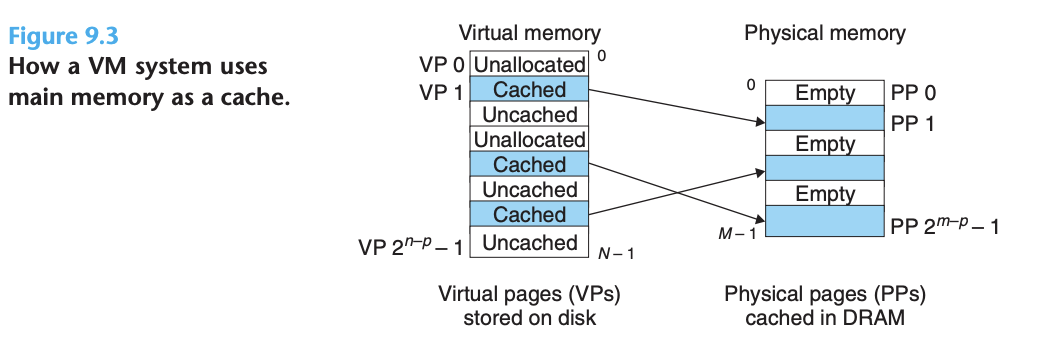 Figure 9.3
How a VM system uses
main memory as a cache.
Virtual memory
VP 0
Unallocated
0
VP 1
Cached
Uncached
Unallocated
Cached
Uncached
Cached
VP 2ⁿ⁻ᵖ – 1
Uncached
N – 1
Virtual pages (VPs)
stored on disk
Physical memory
0
Empty
PP 0
PP 1
Empty
Empty
M – 1
PP 2ᵐ⁻ᵖ – 1
Physical pages (PPs)
cached in DRAM